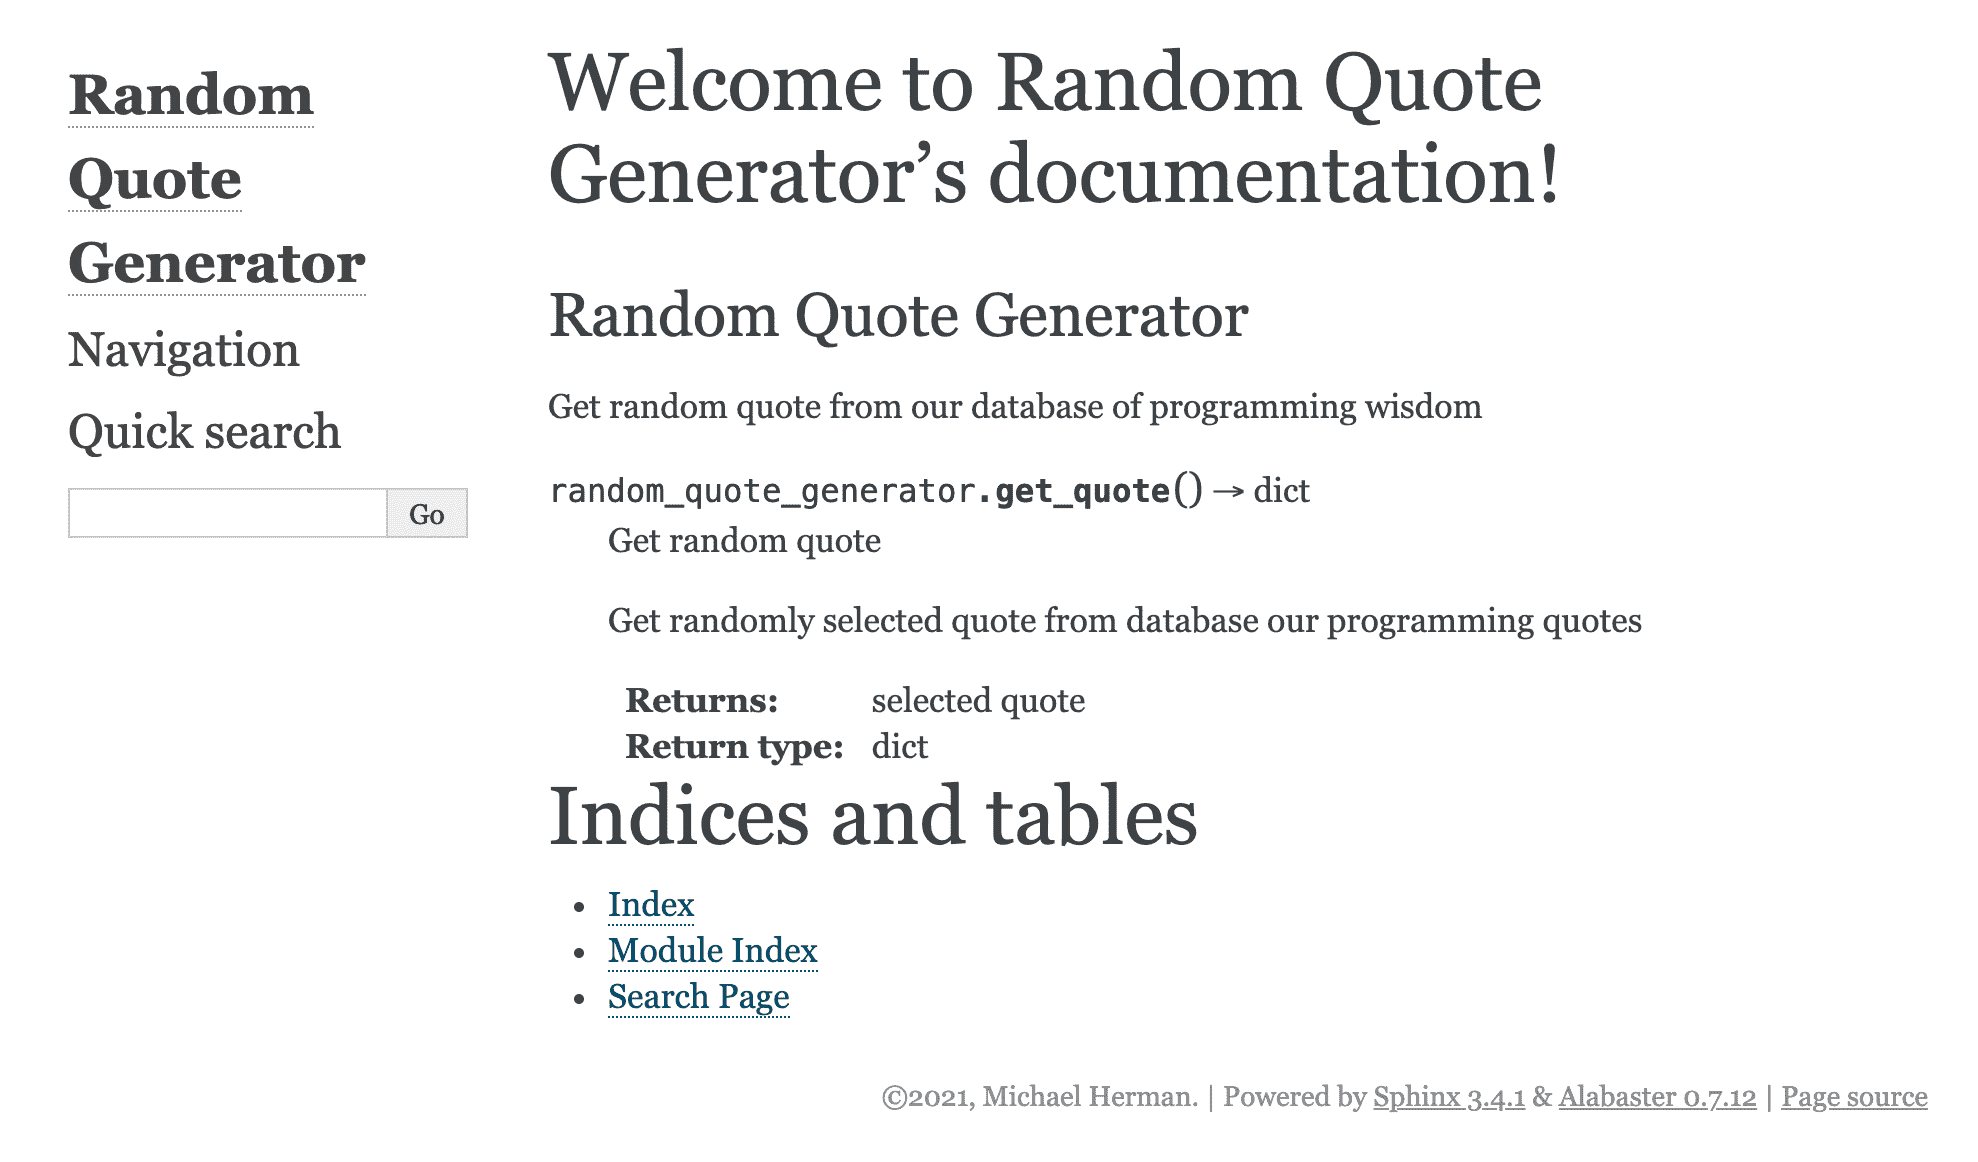 Random
Quote
Generator
Navigation
Quick search
Go
Welcome to Random Quote
Generator’s documentation!
Random Quote Generator
Get random quote from our database of programming wisdom
random_quote_generator.get_quote() → dict
Get random quote
Get randomly selected quote from database our programming quotes
Returns: selected quote
Return type: dict
Indices and tables
• Index
• Module Index
• Search Page
©2021, Michael Herman. | Powered by Sphinx 3.4.1 & Alabaster 0.7.12 | Page source